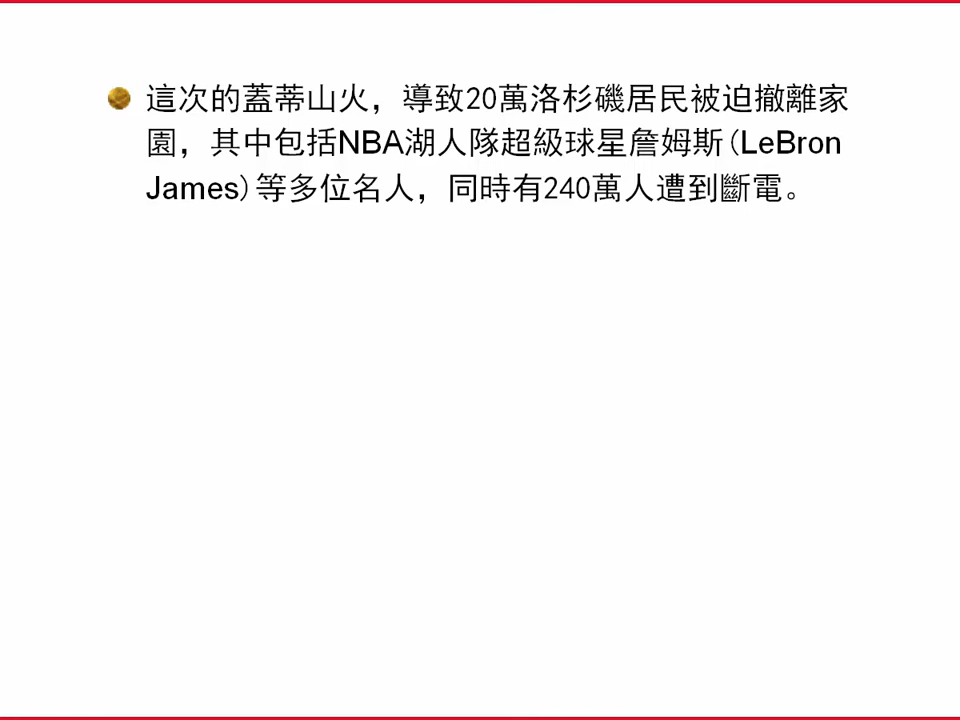 這次的蓋蒂山火，導致20萬洛杉磯居民被迫撤離家
園，其中包括NBA湖人隊超級球星詹姆斯(LeBron
James)等多位名人，同時有240萬人遭到斷電。